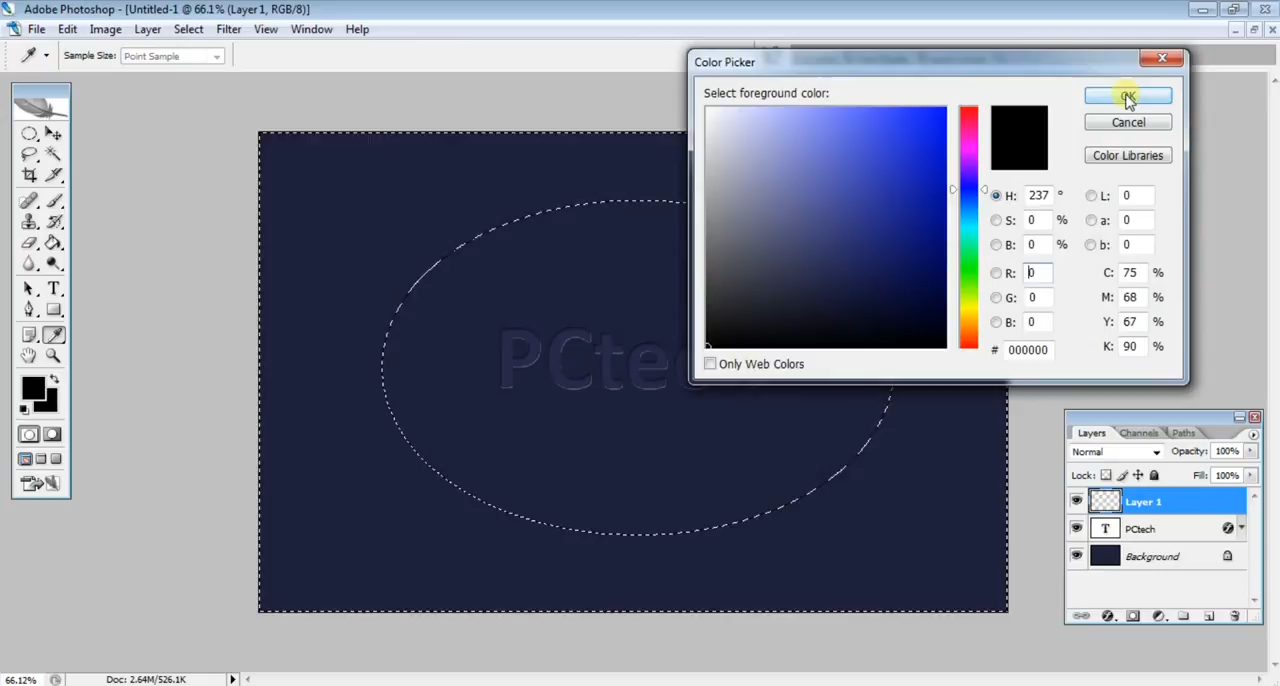 Adobe Photoshop - [Untitled-1 @ 66.1% (Layer 1, RGB/8)]
File Edit Image Layer Select Filter View Window Help
Sample Size: Point Sample
Color Picker
Select foreground color:
OK
Cancel
Color Libraries
H: 237 ° L: 0
S: 0 % a: 0
B: 0 % b: 0
R: 0 C: 75 %
G: 0 M: 68 %
B: 0 Y: 67 %
# 000000 K: 90 %
Only Web Colors
PCtec
T
Layers Channels Paths
Normal Opacity: 100%
Lock: Fill: 100%
Layer 1
T PCtech
Background
66.12% Doc: 2.64M/526.1K